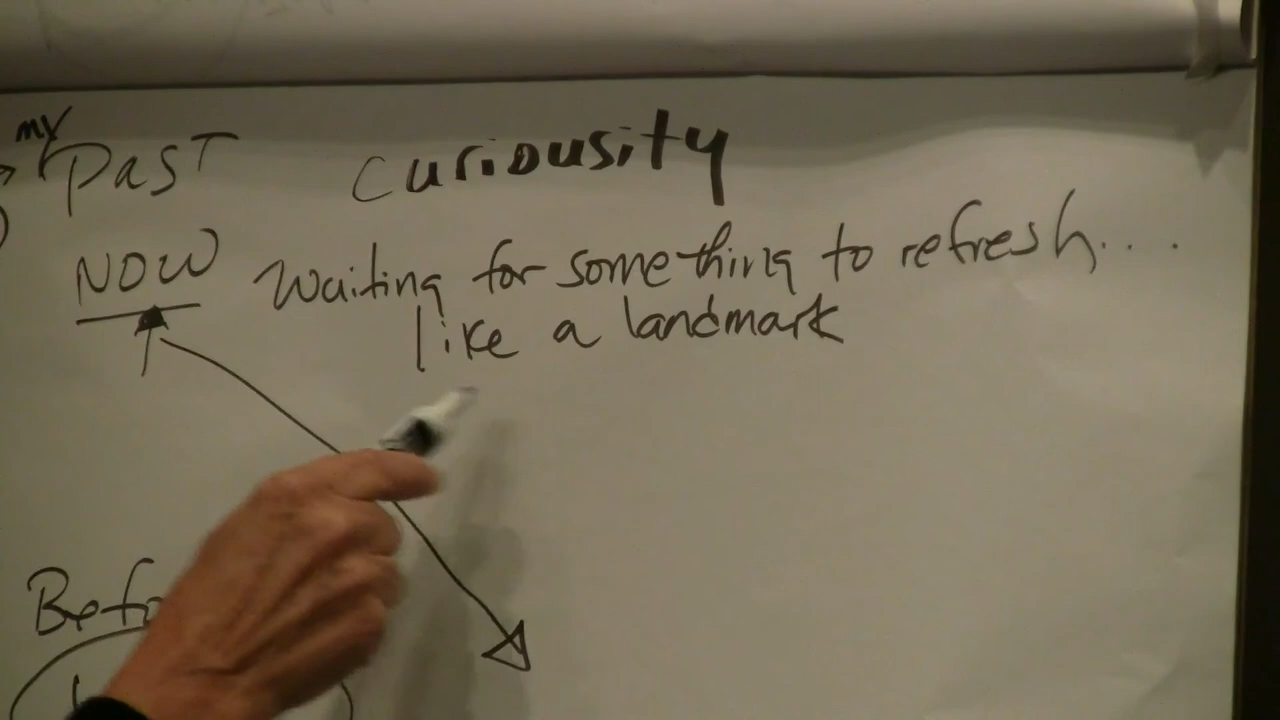 my
Past curiousity
NOW waiting for something to refresh....
like a landmark